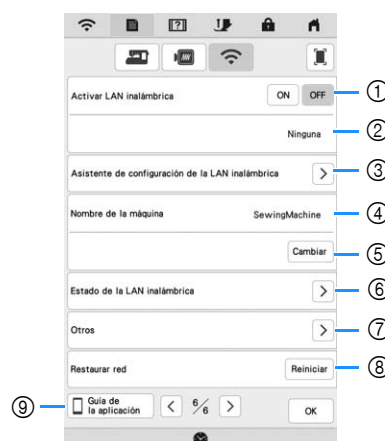 Activar LAN inalámbrica ON OFF ①
Ninguna ②
Asistente de configuración de la LAN inalámbrica > ③
Nombre de la máquina SewingMachine ④
Cambiar ⑤
Estado de la LAN inalámbrica > ⑥
Otros > ⑦
Restaurar red Reiniciar ⑧
⑨ Guia de
la aplicación < 6/6 > OK